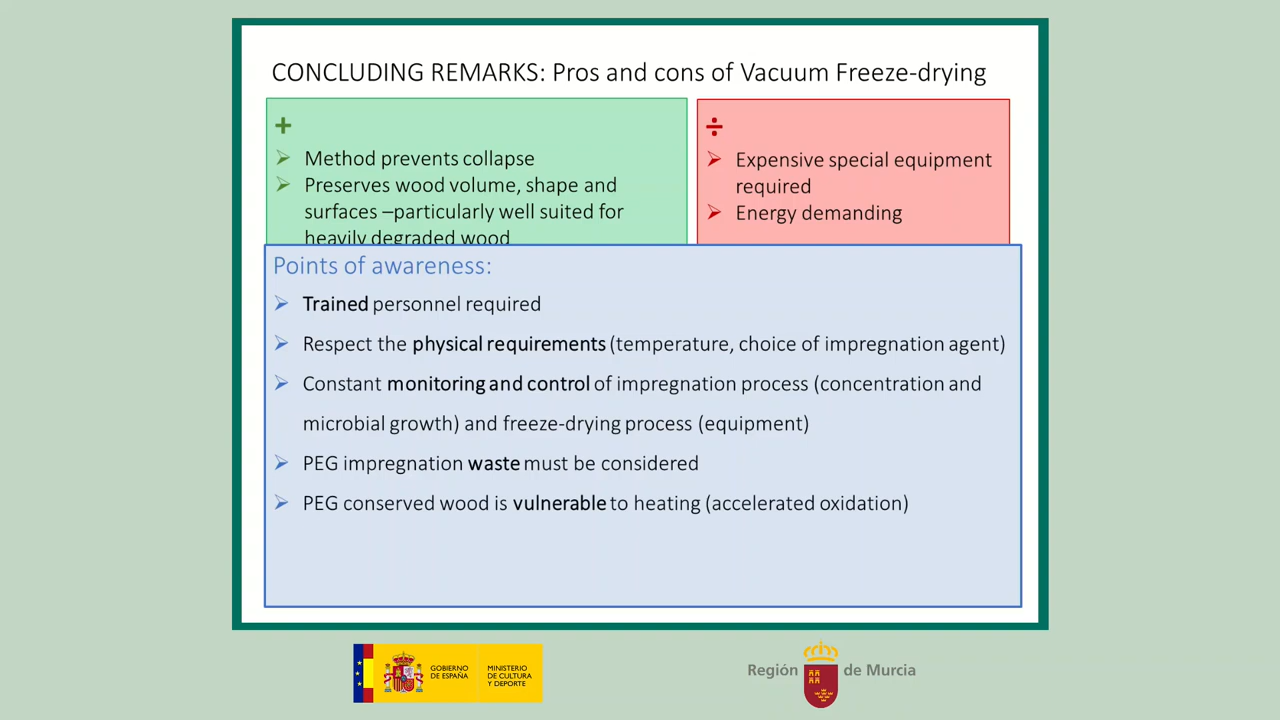 CONCLUDING REMARKS: Pros and cons of Vacuum Freeze-drying
+
➢ Method prevents collapse
➢ Preserves wood volume, shape and
surfaces –particularly well suited for
heavily degraded wood
÷
➢ Expensive special equipment
required
➢ Energy demanding
Points of awareness:
➢ Trained personnel required
➢ Respect the physical requirements (temperature, choice of impregnation agent)
➢ Constant monitoring and control of impregnation process (concentration and
microbial growth) and freeze-drying process (equipment)
➢ PEG impregnation waste must be considered
➢ PEG conserved wood is vulnerable to heating (accelerated oxidation)
GOBIERNO
DE ESPAÑA
MINISTERIO
DE CULTURA
Y DEPORTE
Región de Murcia